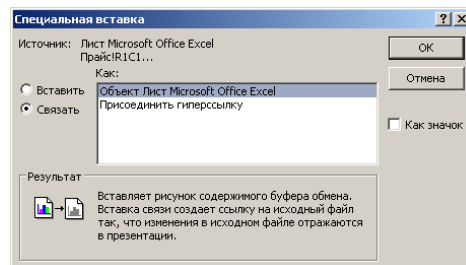 Специальная вставка
Источник: Лист Microsoft Office Excel
Прайс!R1C1...
ОК
Как:
Отмена
Вставить
Объект Лист Microsoft Office Excel
Связать
Присоединить гиперссылку
Как значок
Результат
Вставляет рисунок содержимого буфера обмена.
Вставка связи создает ссылку на исходный файл
так, что изменения в исходном файле отражаются
в презентации.